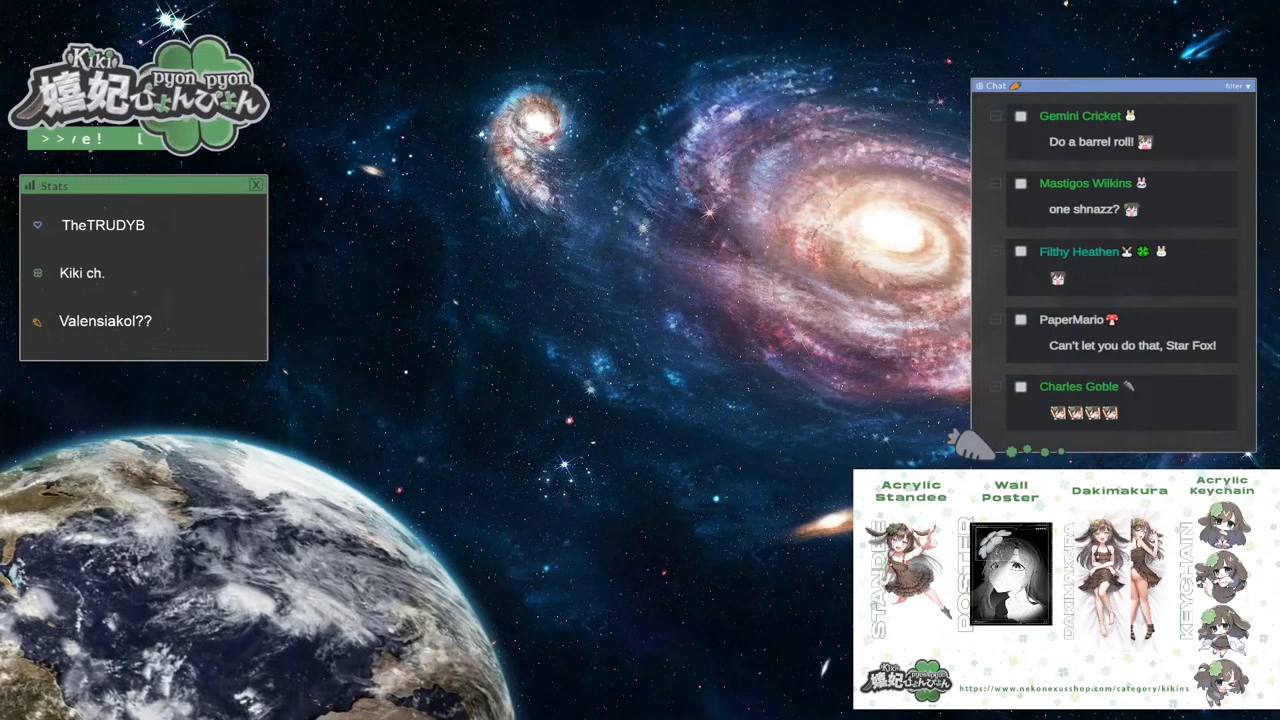 Kiki
嬉妃ぴょんぴょん
pyon pyon
Stats
X
TheTRUDYB
Kiki ch.
Valensiakol??
Chat
filter ▼
Gemini Cricket
Do a barrel roll!
Mastigos Wilkins
one shnazz?
Filthy Heathen
PaperMario
Can't let you do that, Star Fox!
Charles Goble
Acrylic
Standee
Wall
Poster
Dakimakura
Acrylic
Keychain
STANDEE
POSTER
DAKIMAKURA
KEYCHAIN
Kiki
嬉妃ぴょんぴょん
pyon pyon
https://www.nekonexusshop.com/category/kikins